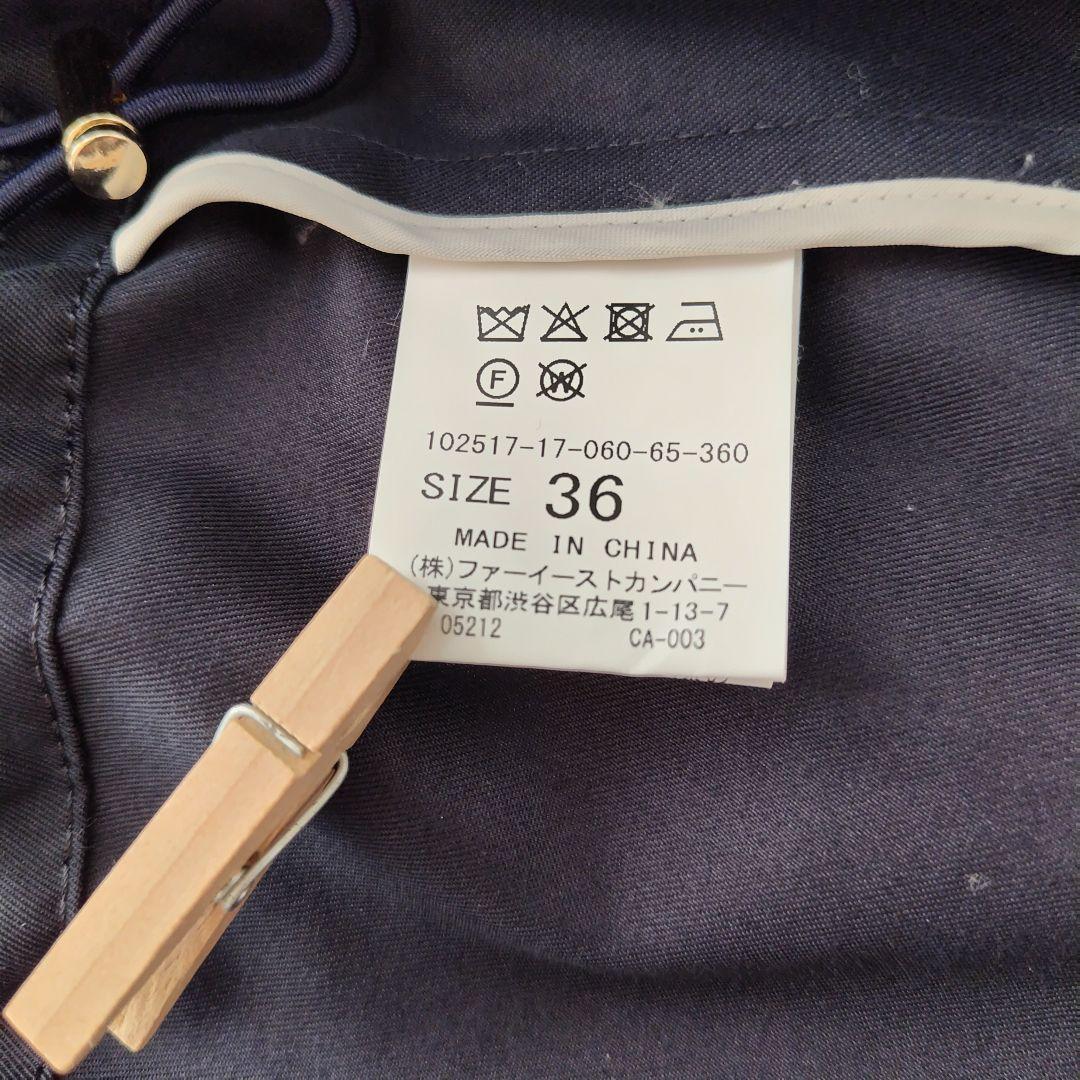 F W
102517-17-060-65-360
SIZE 36
MADE IN CHINA
(株)ファーイーストカンパニー
東京都渋谷区広尾1-13-7
05212 CA-003